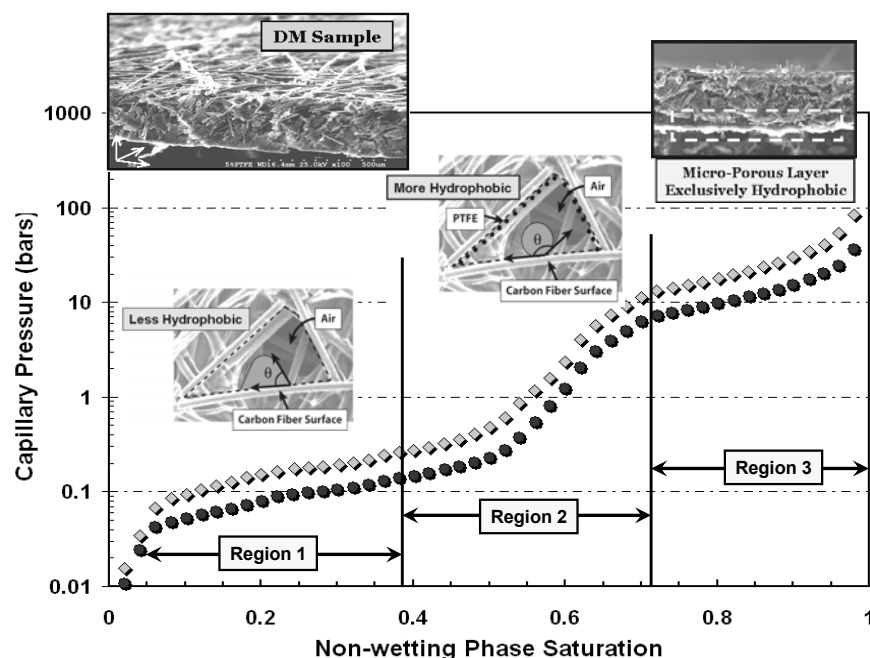 DM Sample
5%PTFE WD16.4mm 25.0kV x100 500um
Micro-Porous Layer
Exclusively Hydrophobic
More Hydrophobic
Air
PTFE
θ
Carbon Fiber Surface
Less Hydrophobic
Air
θ
Carbon Fiber Surface
Region 1
Region 2
Region 3
Capillary Pressure (bars)
1000
100
10
1
0.1
0.01
0
0.2
0.4
0.6
0.8
1
Non-wetting Phase Saturation